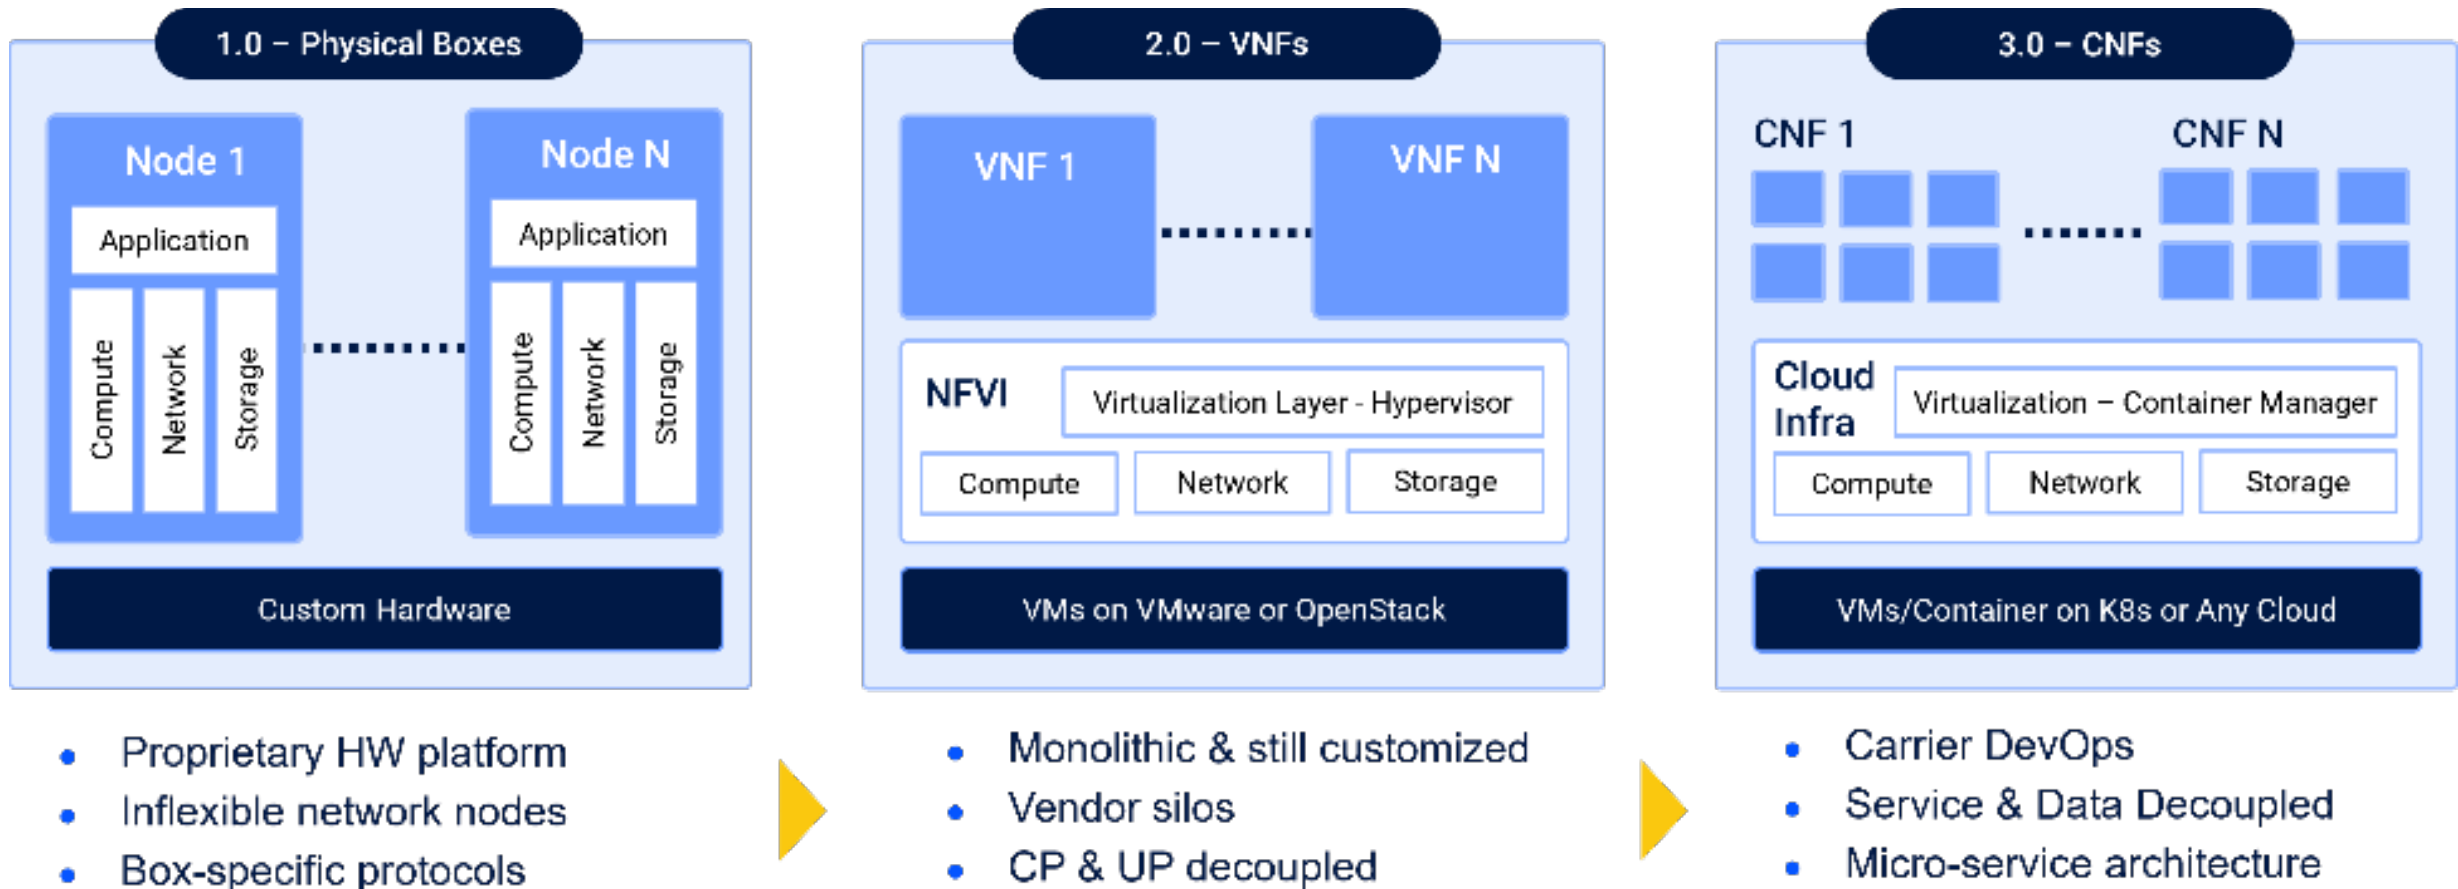 1.0 – Physical Boxes
Node 1
Application
Compute
Network
Storage
Node N
Application
Compute
Network
Storage
Custom Hardware
Proprietary HW platform
Inflexible network nodes
Box-specific protocols
2.0 – VNFs
VNF 1
VNF N
NFVI
Virtualization Layer - Hypervisor
Compute
Network
Storage
VMs on VMware or OpenStack
Monolithic & still customized
Vendor silos
CP & UP decoupled
3.0 – CNFs
CNF 1
CNF N
Cloud
Infra
Virtualization – Container Manager
Compute
Network
Storage
VMs/Container on K8s or Any Cloud
Carrier DevOps
Service & Data Decoupled
Micro-service architecture